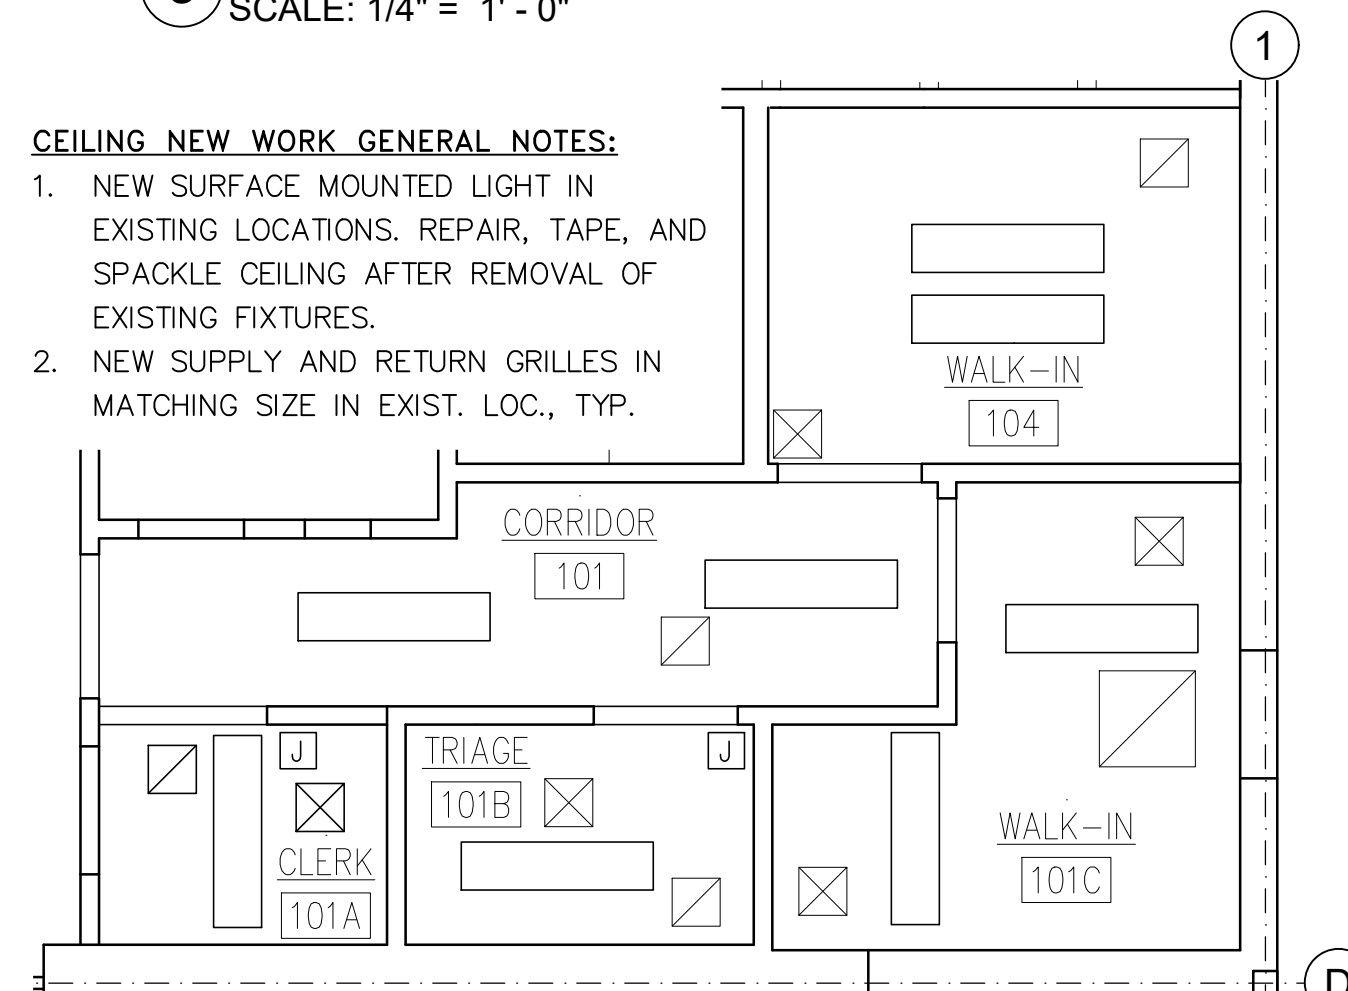 SCALE: 1/4" = 1' - 0"
1
CEILING NEW WORK GENERAL NOTES:
1. NEW SURFACE MOUNTED LIGHT IN
EXISTING LOCATIONS. REPAIR, TAPE, AND
SPACKLE CEILING AFTER REMOVAL OF
EXISTING FIXTURES.
2. NEW SUPPLY AND RETURN GRILLES IN
MATCHING SIZE IN EXIST. LOC., TYP.
WALK-IN
104
CORRIDOR
101
J
CLERK
101A
TRIAGE
101B
J
WALK-IN
101C
D